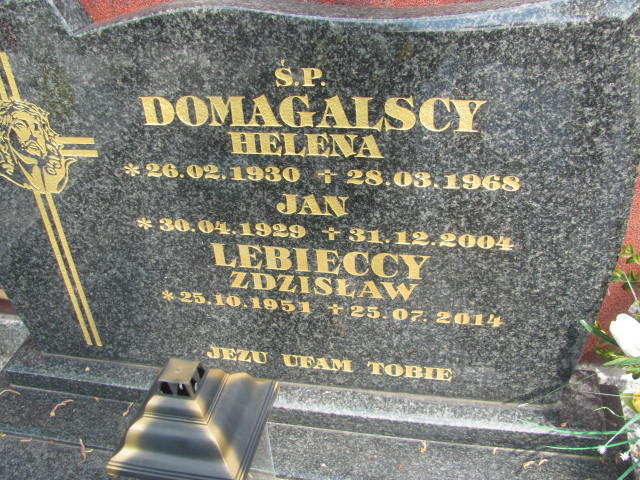 Ś.P.
DOMAGALSCY
HELENA
* 26.02.1930 † 28.03.1968
JAN
* 30.04.1929 † 31.12.2004
LEBIECCY
ZDZISŁAW
* 25.10.1951 † 25.07.2014
JEZU UFAM TOBIE